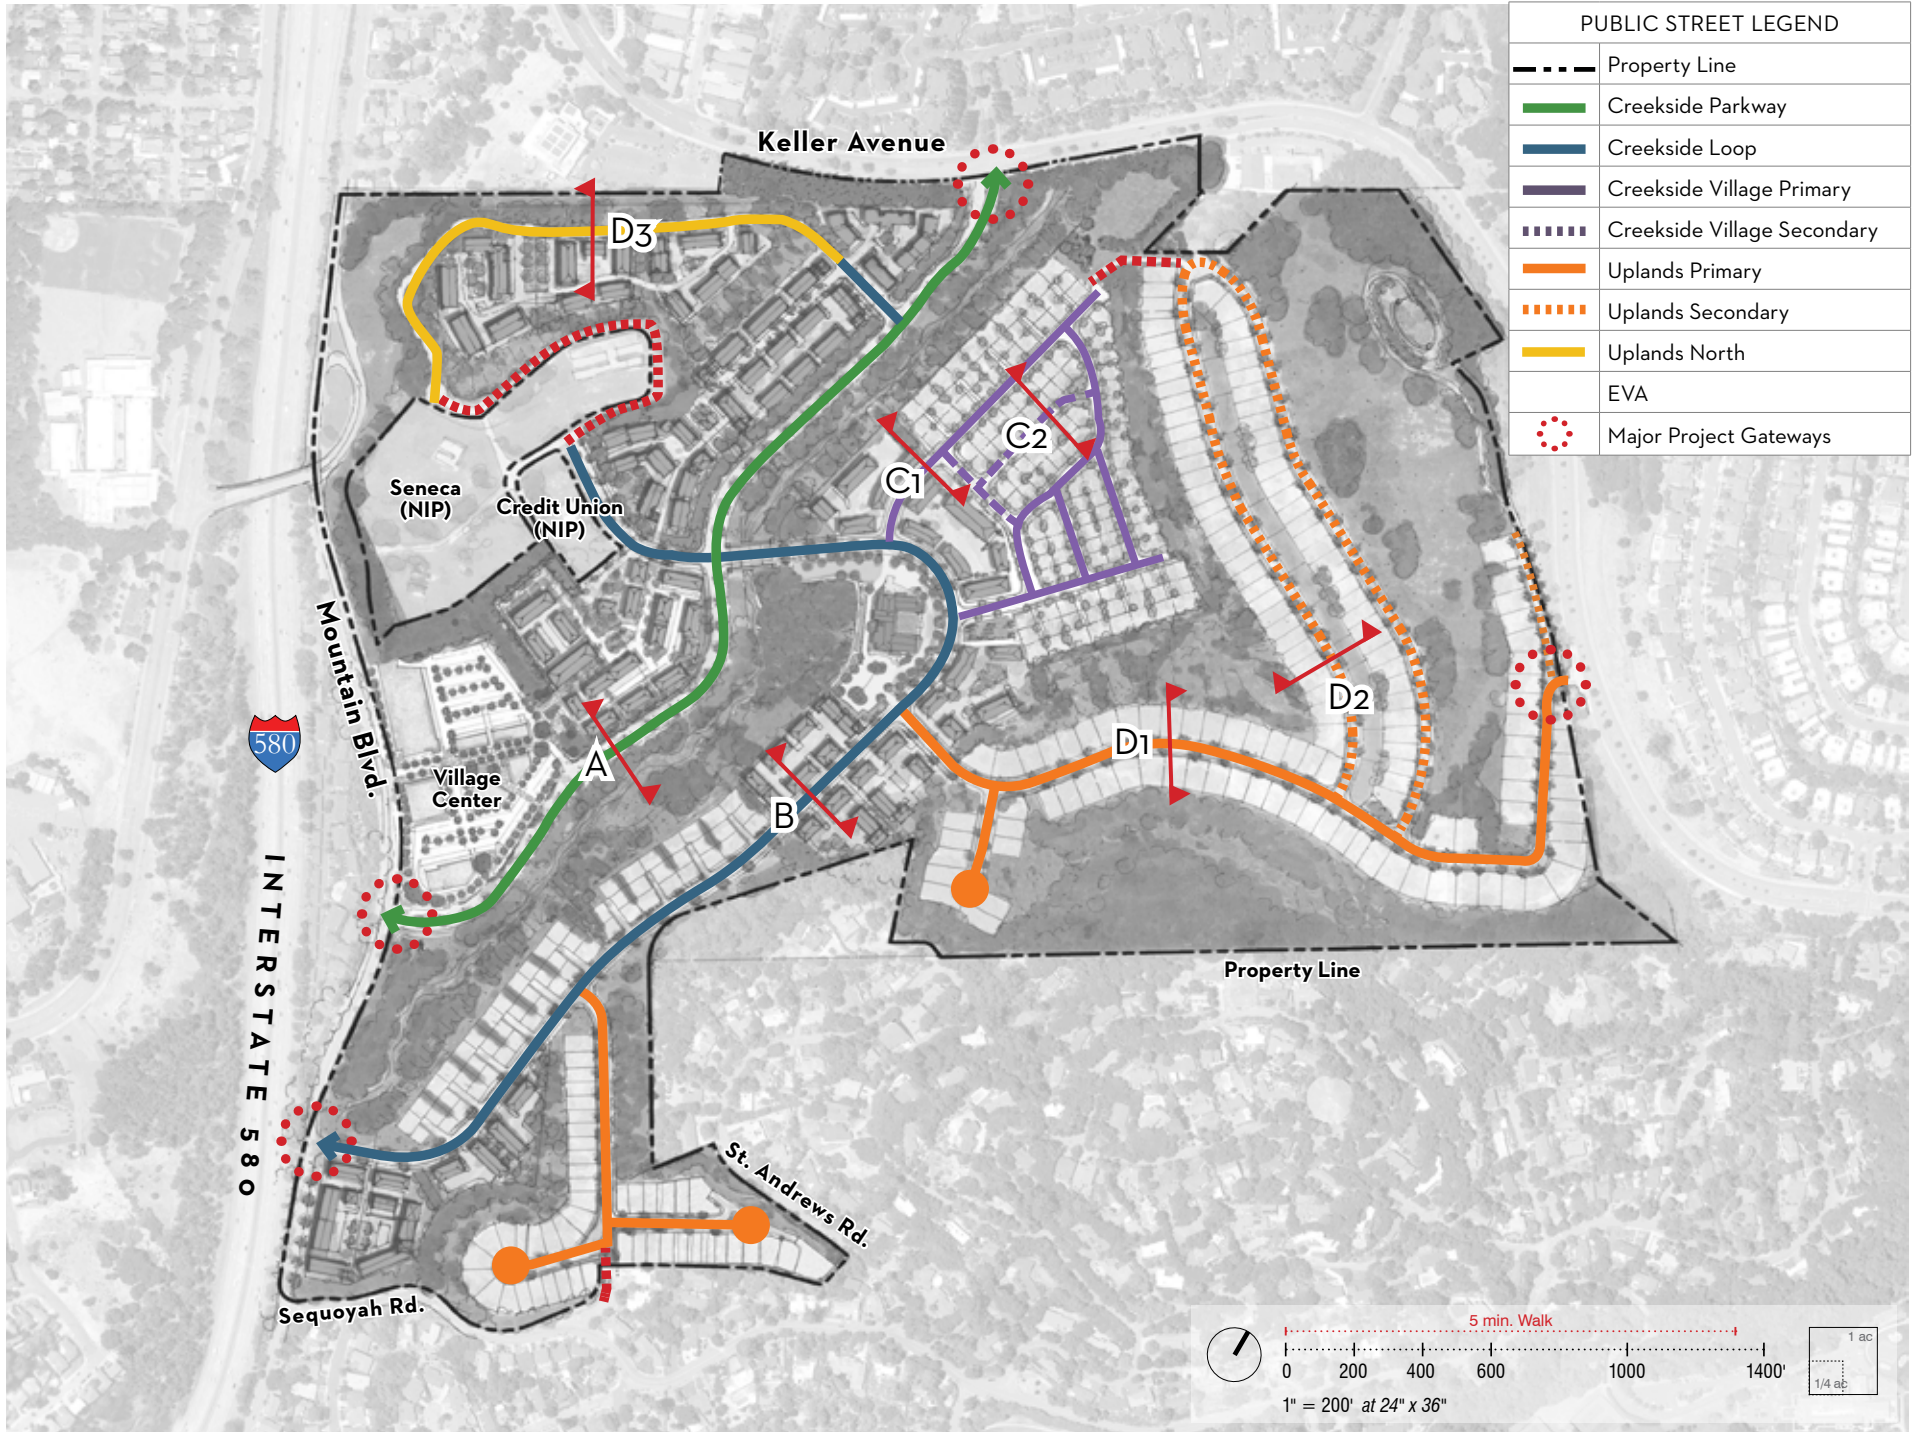 PUBLIC STREET LEGEND
Property Line
Creekside Parkway
Creekside Loop
Creekside Village Primary
Creekside Village Secondary
Uplands Primary
Uplands Secondary
Uplands North
EVA
Major Project Gateways
Keller Avenue
D3
C2
C1
Seneca
(NIP)
Credit Union
(NIP)
Mountain Blvd.
D2
D1
580
A
Village
Center
B
INTERSTATE 580
Property Line
St. Andrews Rd.
Sequoyah Rd.
5 min. Walk
0 200 400 600 1000 1400'
1" = 200' at 24" x 36"
1 ac
1/4 ac